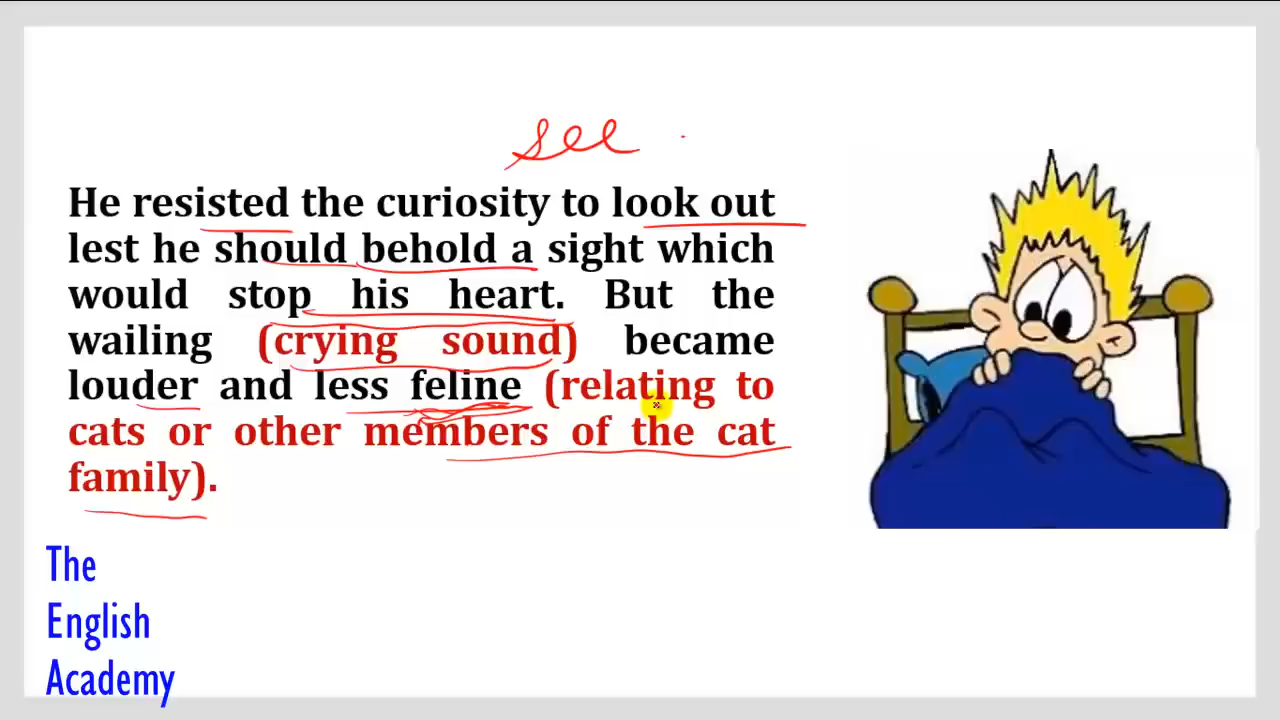 see
He resisted the curiosity to look out
lest he should behold a sight which
would stop his heart. But the
wailing (crying sound) became
louder and less feline (relating to
cats or other members of the cat
family).
The
English
Academy